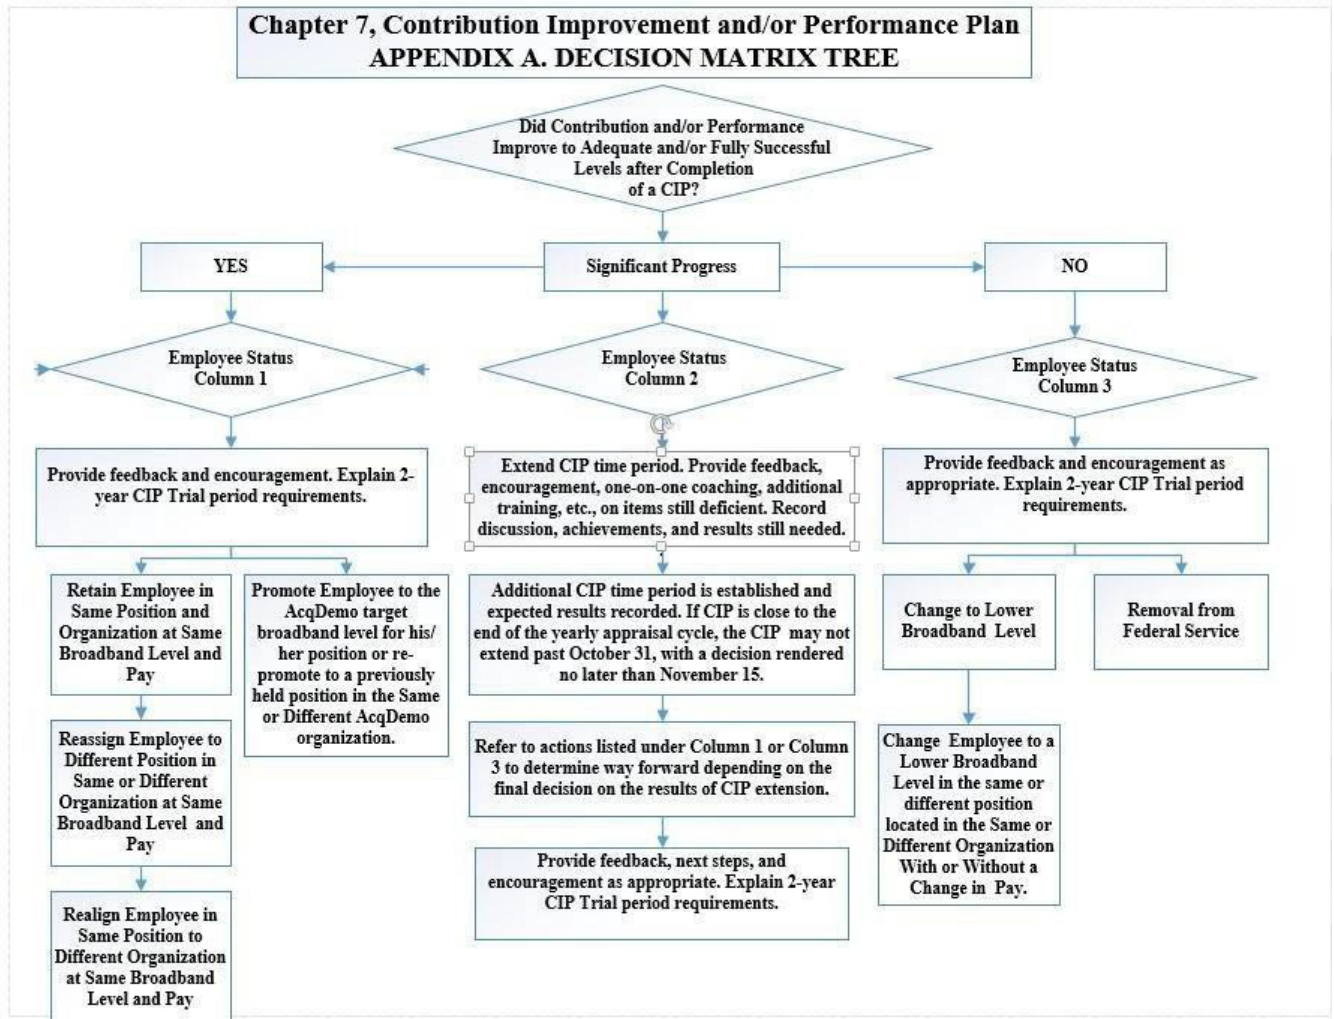 Chapter 7, Contribution Improvement and/or Performance Plan
APPENDIX A. DECISION MATRIX TREE
Did Contribution and/or Performance
Improve to Adequate and/or Fully Successful
Levels after Completion
of a CIP?
YES
Significant Progress
NO
Employee Status
Column 1
Employee Status
Column 2
Employee Status
Column 3
Provide feedback and encouragement. Explain 2-
year CIP Trial period requirements.
Extend CIP time period. Provide feedback,
encouragement, one-on-one coaching, additional
training, etc., on items still deficient. Record
discussion, achievements, and results still needed.
Provide feedback and encouragement as
appropriate. Explain 2-year CIP Trial period
requirements.
Retain Employee in
Same Position and
Organization at Same
Broadband Level and
Pay
Promote Employee to the
AcqDemo target
broadband level for his/
her position or re-
promote to a previously
held position in the Same
or Different AcqDemo
organization.
Additional CIP time period is established and
expected results recorded. If CIP is close to the
end of the yearly appraisal cycle, the CIP may not
extend past October 31, with a decision rendered
no later than November 15.
Change to Lower
Broadband Level
Removal from
Federal Service
Reassign Employee to
Different Position in
Same or Different
Organization at Same
Broadband Level and
Pay
Refer to actions listed under Column 1 or Column
3 to determine way forward depending on the
final decision on the results of CIP extension.
Change Employee to a
Lower Broadband
Level in the same or
different position
located in the Same or
Different Organization
With or Without a
Change in Pay.
Provide feedback, next steps, and
encouragement as appropriate. Explain 2-year
CIP Trial period requirements.
Realign Employee in
Same Position to
Different Organization
at Same Broadband
Level and Pay